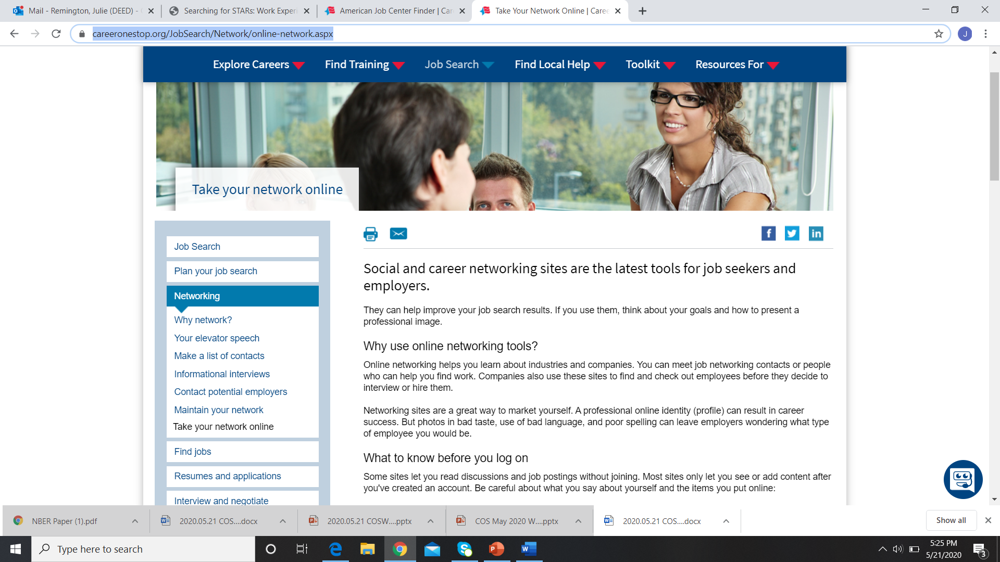 Mail - Remington, Julie (DEED) -
Searching for STARs: Work Experi
American Job Center Finder | Car
Take Your Network Online | Caree
careeronestop.org/JobSearch/Network/online-network.aspx
J
Explore Careers
Find Training
Job Search
Find Local Help
Toolkit
Resources For
Take your network online
Job Search
Plan your job search
Networking
Why network?
Your elevator speech
Make a list of contacts
Informational interviews
Contact potential employers
Maintain your network
Take your network online
Find jobs
Resumes and applications
Interview and negotiate
f
in
Social and career networking sites are the latest tools for job seekers and
employers.
They can help improve your job search results. If you use them, think about your goals and how to present a
professional image.
Why use online networking tools?
Online networking helps you learn about industries and companies. You can meet job networking contacts or people
who can help you find work. Companies also use these sites to find and check out employees before they decide to
interview or hire them.
Networking sites are a great way to market yourself. A professional online identity (profile) can result in career
success. But photos in bad taste, use of bad language, and poor spelling can leave employers wondering what type
of employee you would be.
What to know before you log on
Some sites let you read discussions and job postings without joining. Most sites only let you see or add content after
you've created an account. Be careful about what you say about yourself and the items you put online:
NBER Paper (1).pdf
2020.05.21 COS....docx
2020.05.21 COSW....pptx
COS May 2020 W....pptx
2020.05.21 COS....docx
Show all
Type here to search
5:25 PM
5/21/2020
3